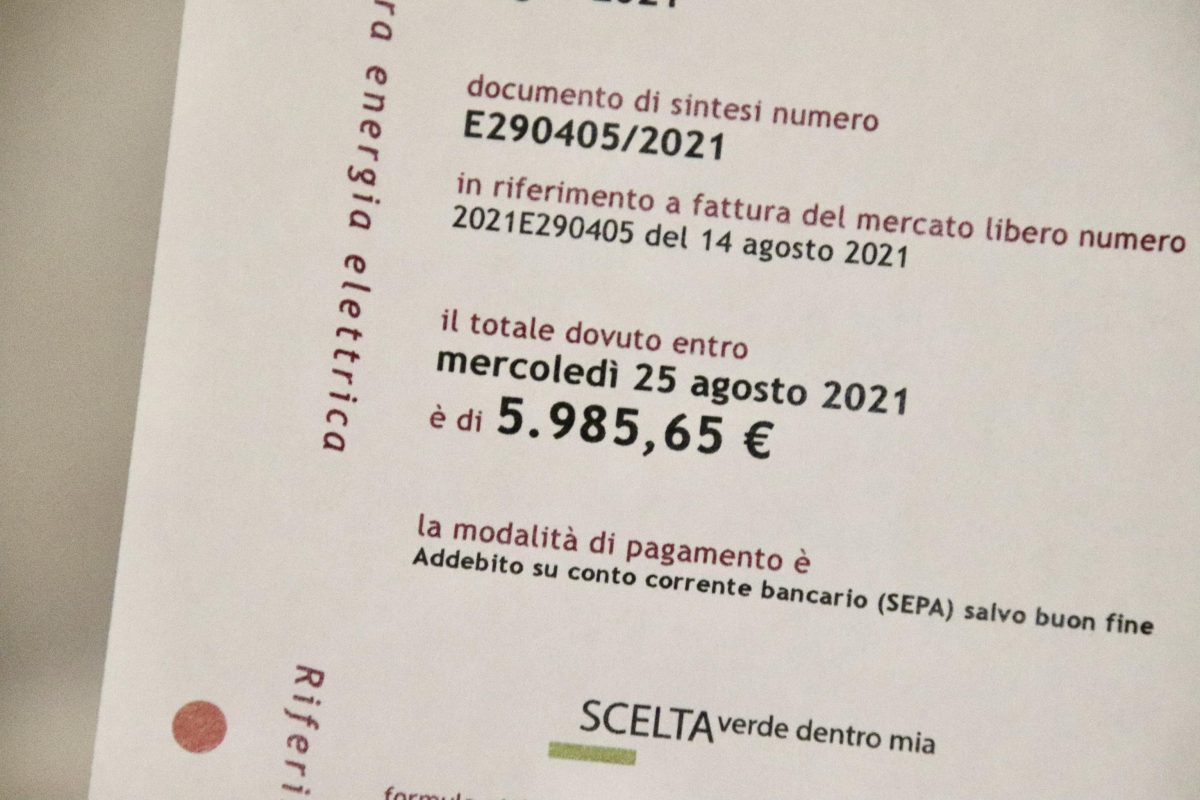 2021
documento di sintesi numero
E290405/2021
in riferimento a fattura del mercato libero numero
2021E290405 del 14 agosto 2021
il totale dovuto entro
mercoledì 25 agosto 2021
è di 5.985,65 €
la modalità di pagamento è
Addebito su conto corrente bancario (SEPA) salvo buon fine
SCELTA verde dentro mia
ra energia elettrica
Riferi